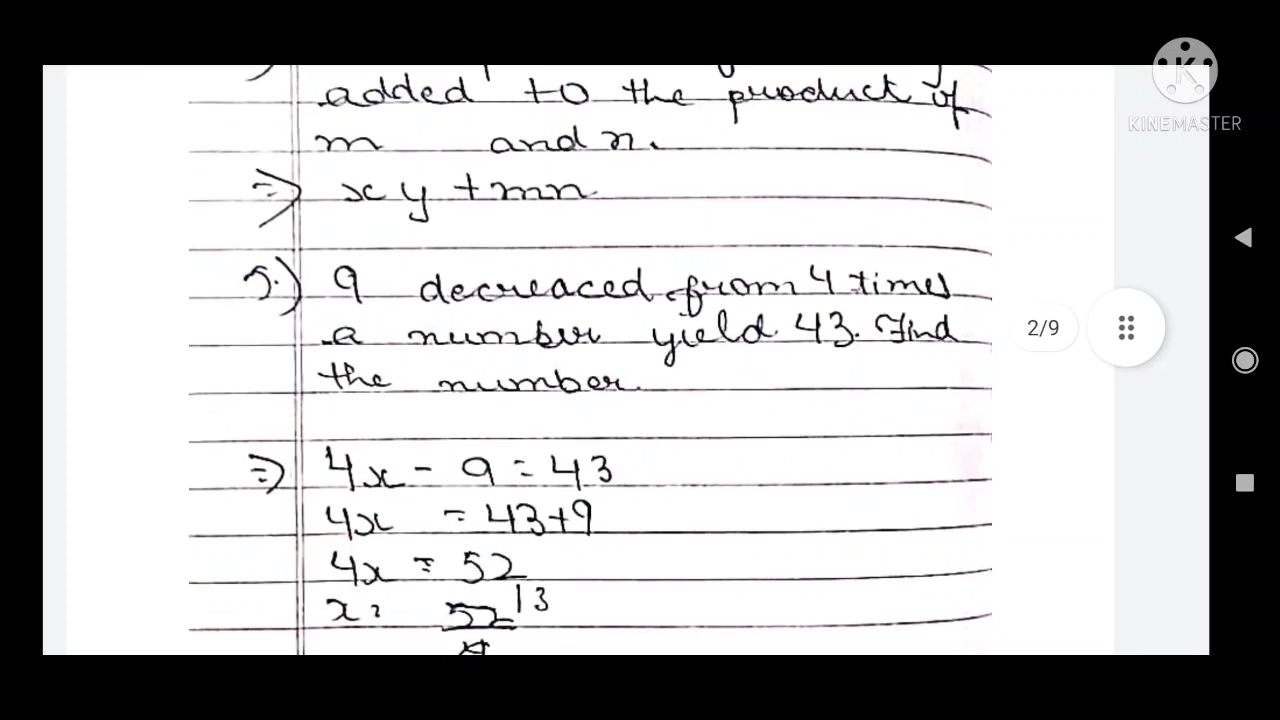 added to the product of
m and n.
⇒ xy + mn
5.) 9 decreaced from 4 times
a number yield 43. Find
the number.
⇒ 4x - 9 = 43
4x = 43+9
4x = 52
x = 52 13
4
2/9
K
KINEMASTER